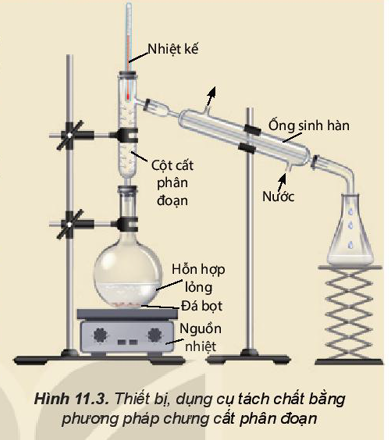 Nhiệt kế
Ống sinh hàn
Cột cất
phân
đoạn
Nước
Hỗn hợp
lỏng
Đá bọt
Nguồn
nhiệt
Hình 11.3. Thiết bị, dụng cụ tách chất bằng
phương pháp chưng cất phân đoạn